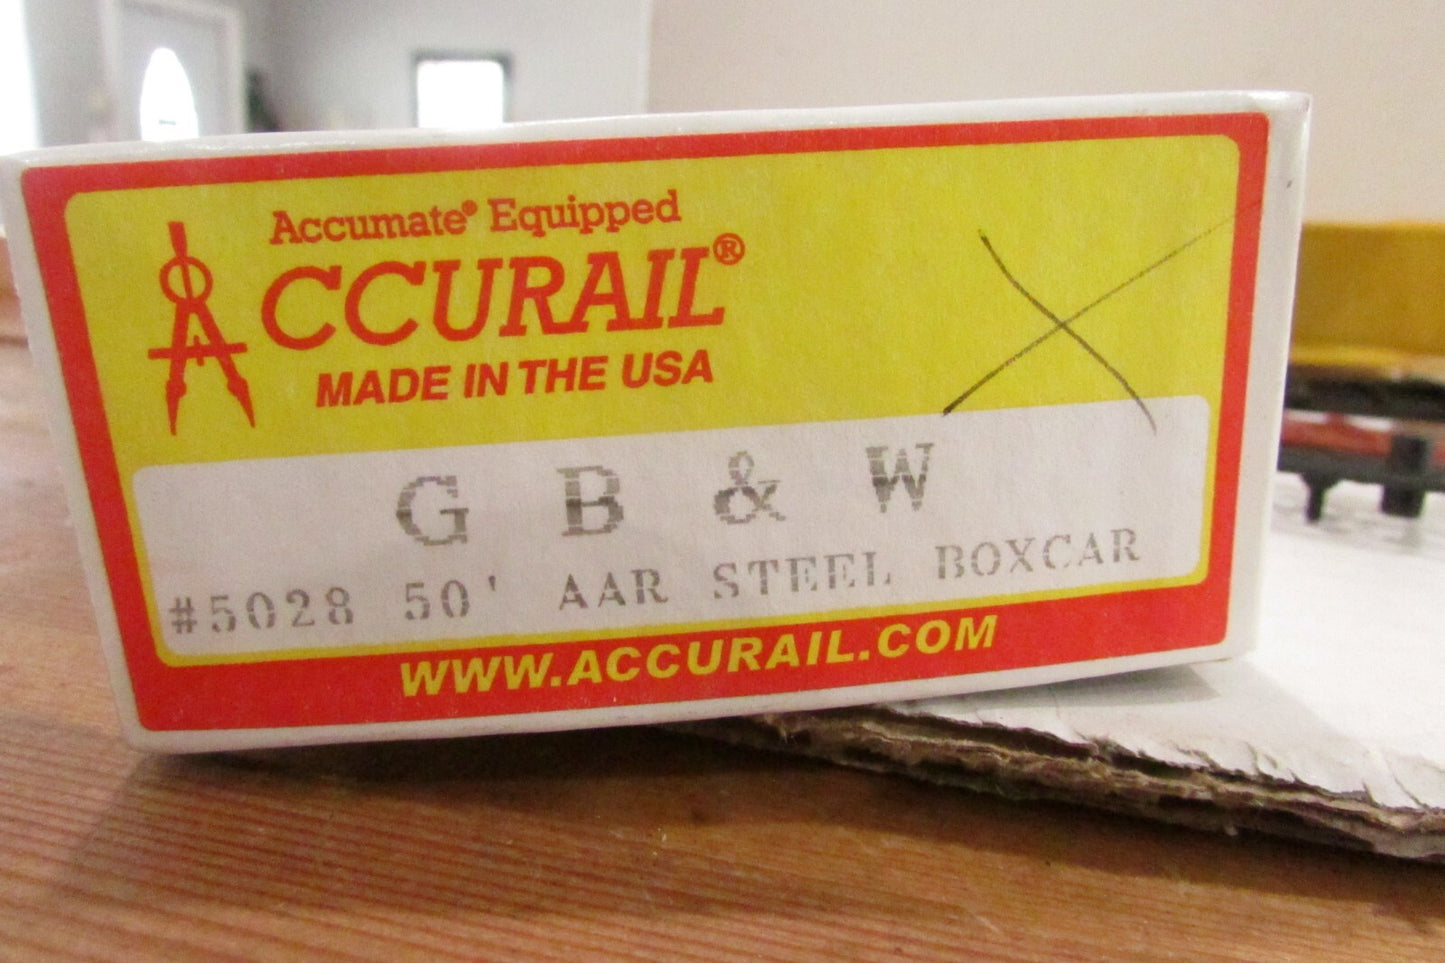 Accumate® Equipped
ACCURAIL®
MADE IN THE USA
G B & W
#5028 50' AAR STEEL BOXCAR
WWW.ACCURAIL.COM